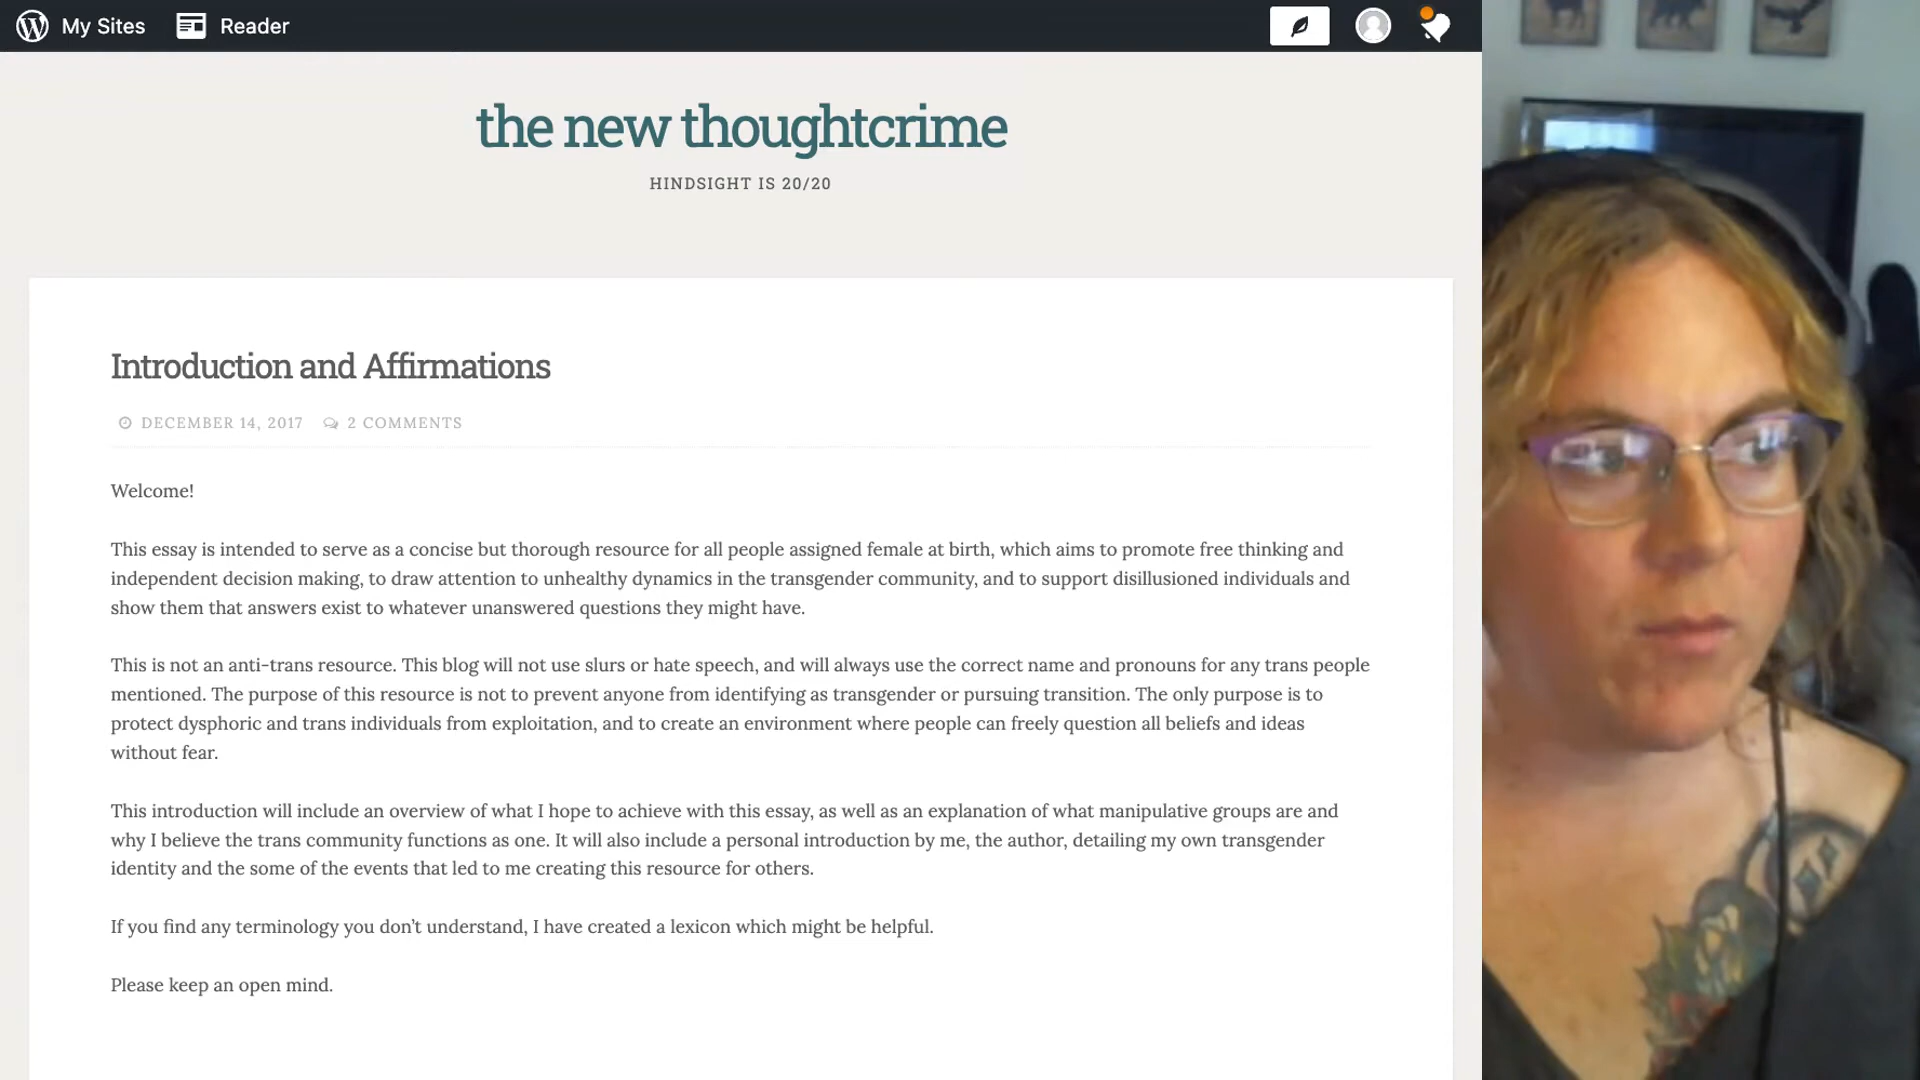 My Sites
Reader
the new thoughtcrime
HINDSIGHT IS 20/20
Introduction and Affirmations
DECEMBER 14, 2017 2 COMMENTS
Welcome!
This essay is intended to serve as a concise but thorough resource for all people assigned female at birth, which aims to promote free thinking and
independent decision making, to draw attention to unhealthy dynamics in the transgender community, and to support disillusioned individuals and
show them that answers exist to whatever unanswered questions they might have.
This is not an anti-trans resource. This blog will not use slurs or hate speech, and will always use the correct name and pronouns for any trans people
mentioned. The purpose of this resource is not to prevent anyone from identifying as transgender or pursuing transition. The only purpose is to
protect dysphoric and trans individuals from exploitation, and to create an environment where people can freely question all beliefs and ideas
without fear.
This introduction will include an overview of what I hope to achieve with this essay, as well as an explanation of what manipulative groups are and
why I believe the trans community functions as one. It will also include a personal introduction by me, the author, detailing my own transgender
identity and the some of the events that led to me creating this resource for others.
If you find any terminology you don’t understand, I have created a lexicon which might be helpful.
Please keep an open mind.